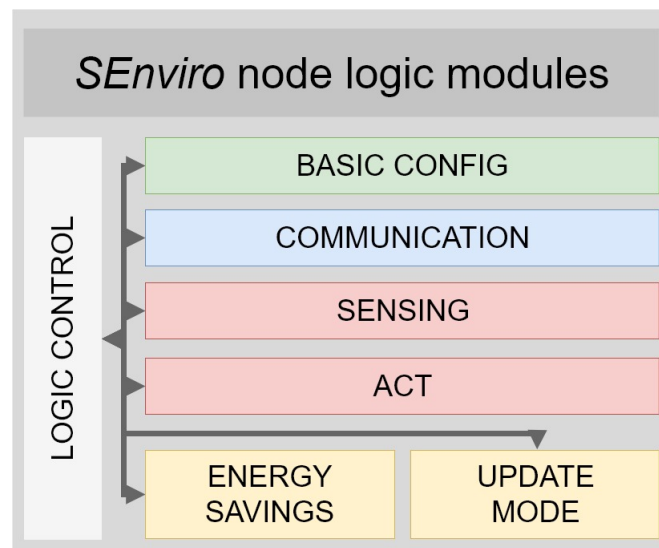 SEnviro node logic modules
LOGIC CONTROL
BASIC CONFIG
COMMUNICATION
SENSING
ACT
ENERGY
SAVINGS
UPDATE
MODE